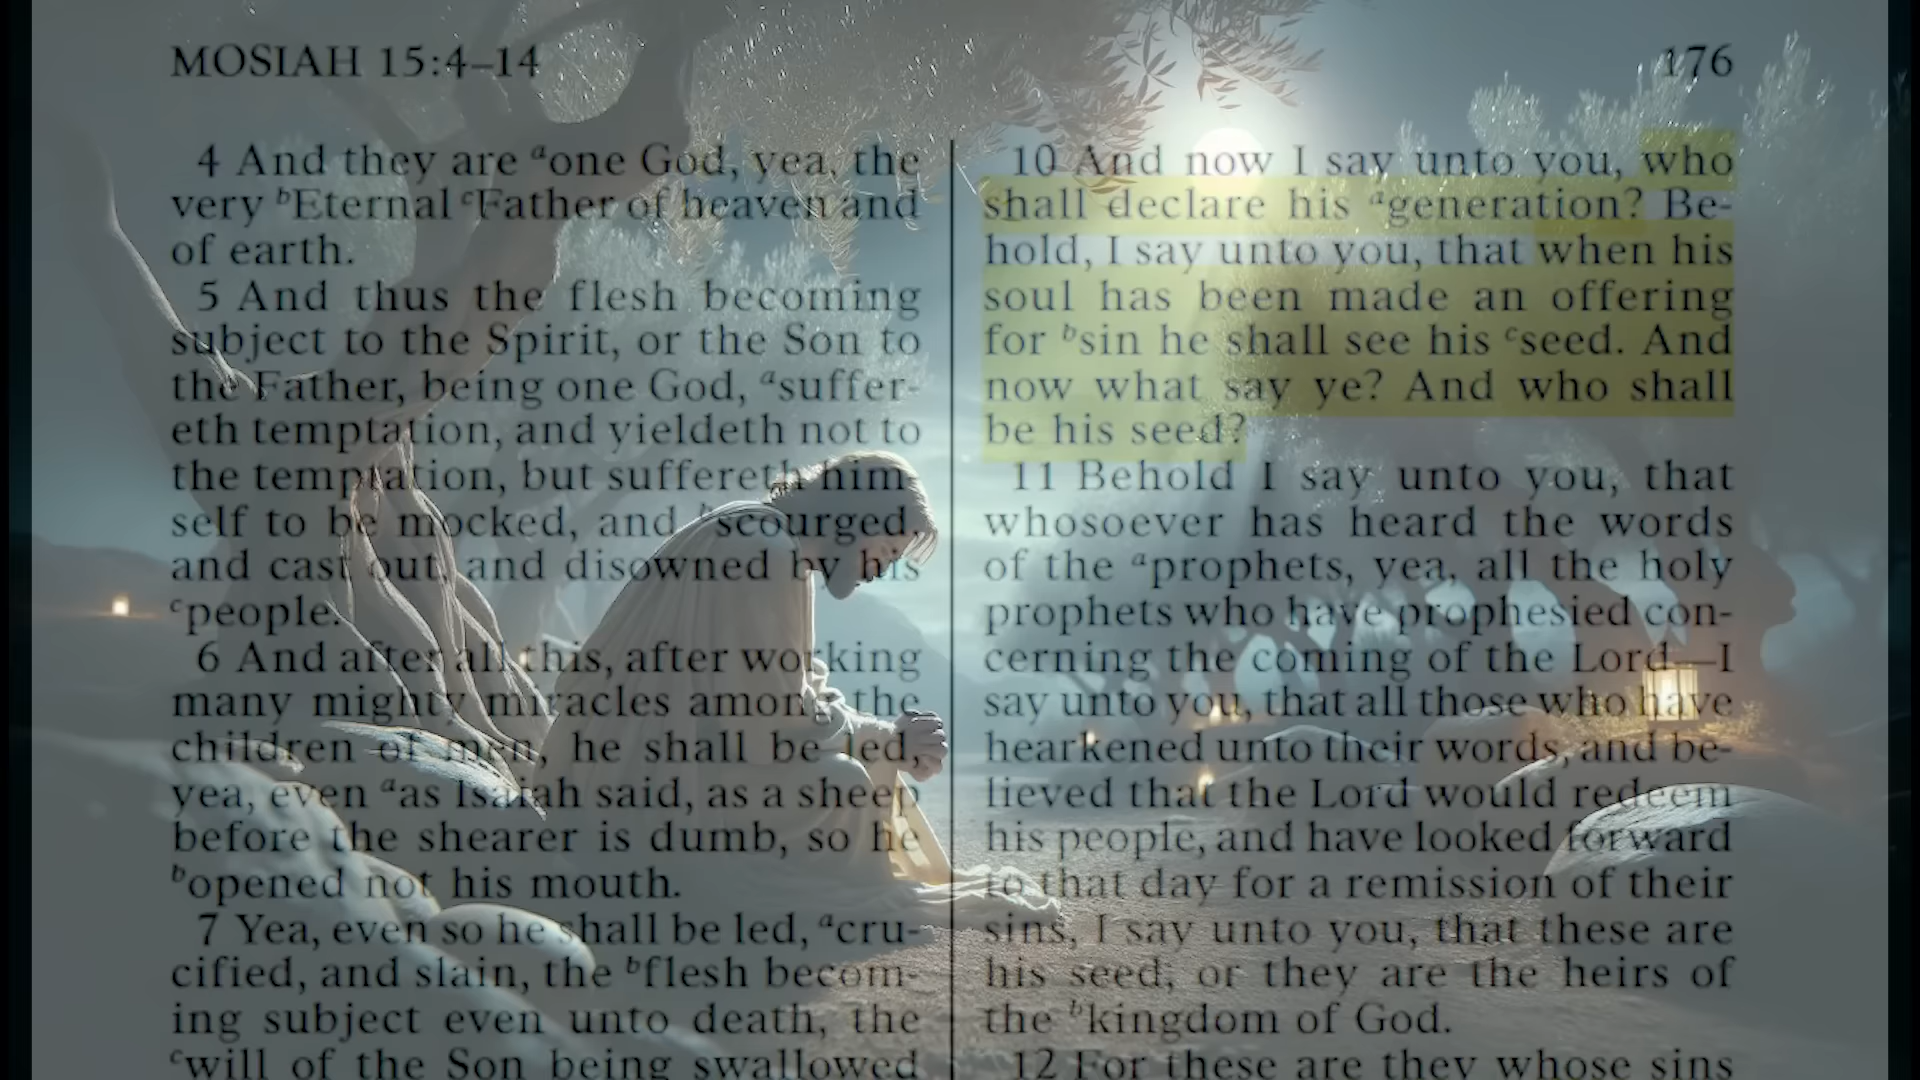 MOSIAH 15:4–14
176
4 And they are ᵃone God, yea, the
very ᵇEternal ᶜFather of heaven and
of earth.
5 And thus the flesh becoming
subject to the Spirit, or the Son to
the Father, being one God, ᵃsuffer-
eth temptation, and yieldeth not to
the temptation, but suffereth him-
self to be mocked, and ᵇscourged,
and cast out, and disowned by his
ᶜpeople.
6 And after all this, after working
many mighty miracles among the
children of men, he shall be led,
yea, even ᵃas Isaiah said, as a sheep
before the shearer is dumb, so he
ᵇopened not his mouth.
7 Yea, even so he shall be led, ᵃcru-
cified, and slain, the ᵇflesh becom-
ing subject even unto death, the
ᶜwill of the Son being swallowed
10 And now I say unto you, who
shall declare his ᵃgeneration? Be-
hold, I say unto you, that when his
soul has been made an offering
for ᵇsin he shall see his ᶜseed. And
now what say ye? And who shall
be his seed?
11 Behold I say unto you, that
whosoever has heard the words
of the ᵃprophets, yea, all the holy
prophets who have prophesied con-
cerning the coming of the Lord—I
say unto you, that all those who have
hearkened unto their words, and be-
lieved that the Lord would redeem
his people, and have looked forward
to that day for a remission of their
sins, I say unto you, that these are
his seed, or they are the heirs of
the ᵇkingdom of God.
12 For these are they whose sins